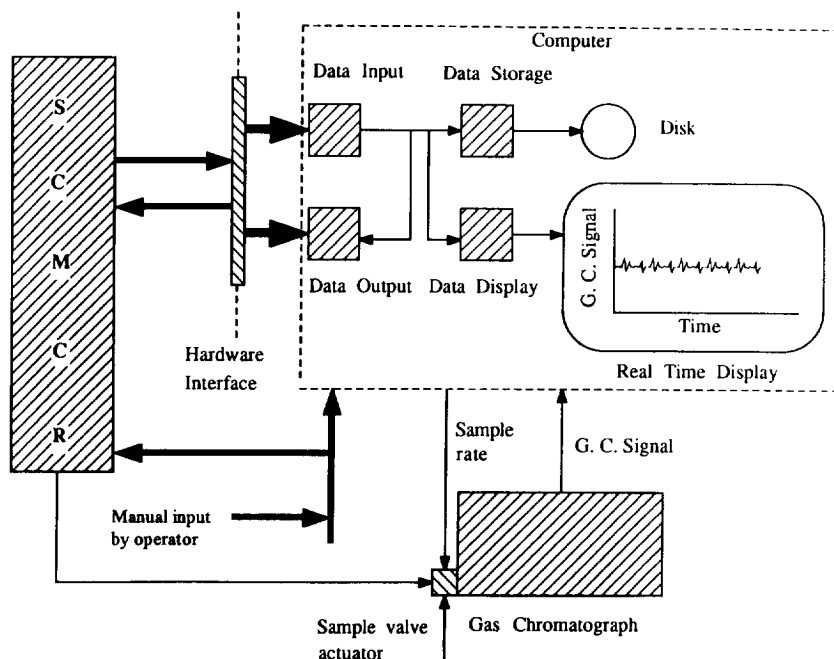 Computer
Data Input
Data Storage
S
C
M
C
R
Disk
Data Output
Data Display
G. C. Signal
Time
Real Time Display
Hardware
Interface
Sample
rate
G. C. Signal
Manual input
by operator
Sample valve
actuator
Gas Chromatograph